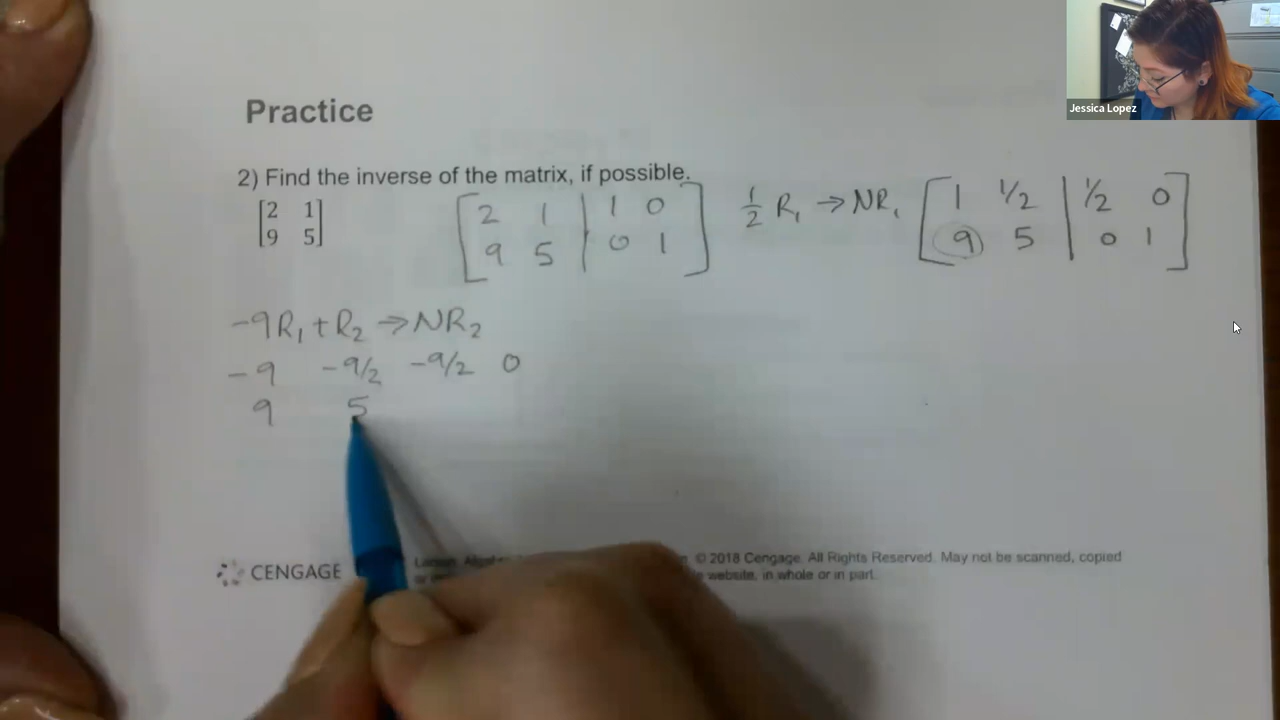 Jessica Lopez
Practice
2) Find the inverse of the matrix, if possible.
[2 1]
[9 5]
[2 1 | 1 0]
[9 5 | 0 1]
1/2 R₁ → NR₁
[1 1/2 | 1/2 0]
[9 5 | 0 1]
-9R₁ + R₂ → NR₂
-9 -9/2 -9/2 0
9 5
CENGAGE
© 2018 Cengage. All Rights Reserved. May not be scanned, copied
website, in whole or in part.